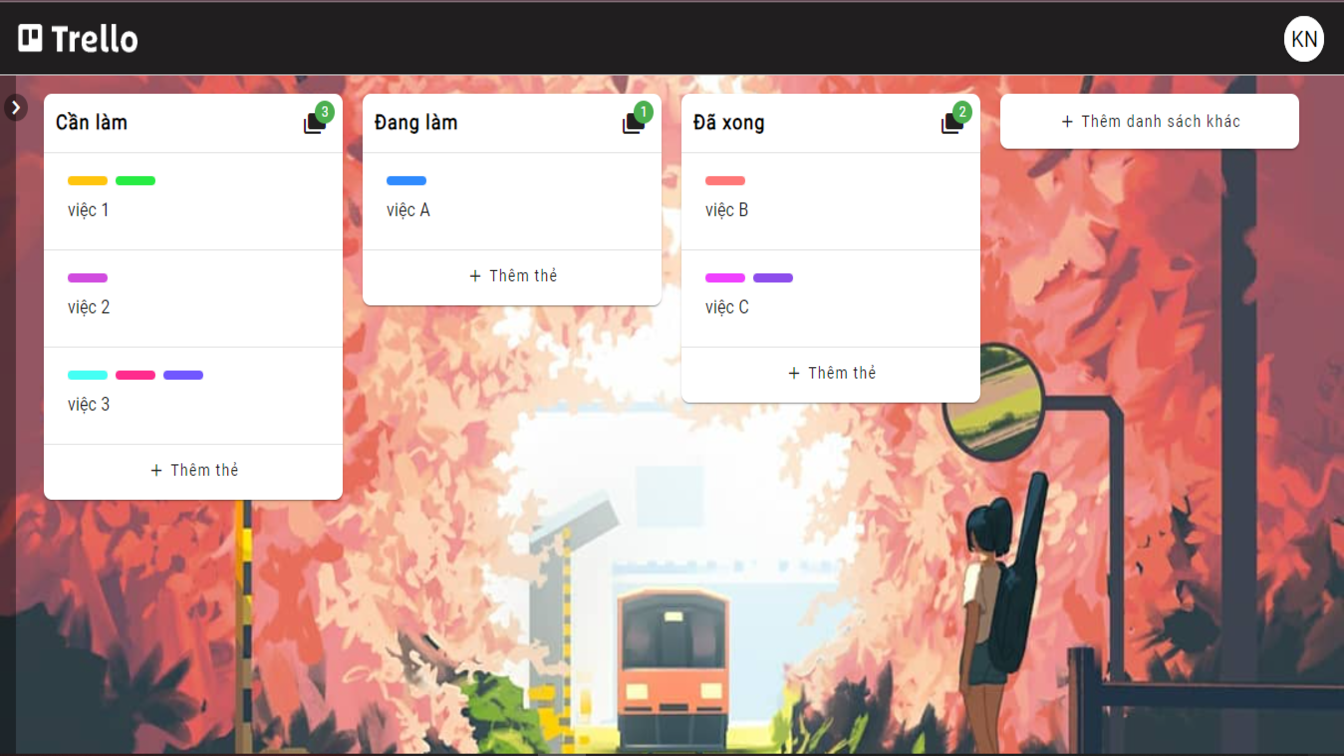 Trello
KN
Cần làm
3
việc 1
việc 2
việc 3
+ Thêm thẻ
Đang làm
1
việc A
+ Thêm thẻ
Đã xong
2
việc B
việc C
+ Thêm thẻ
+ Thêm danh sách khác